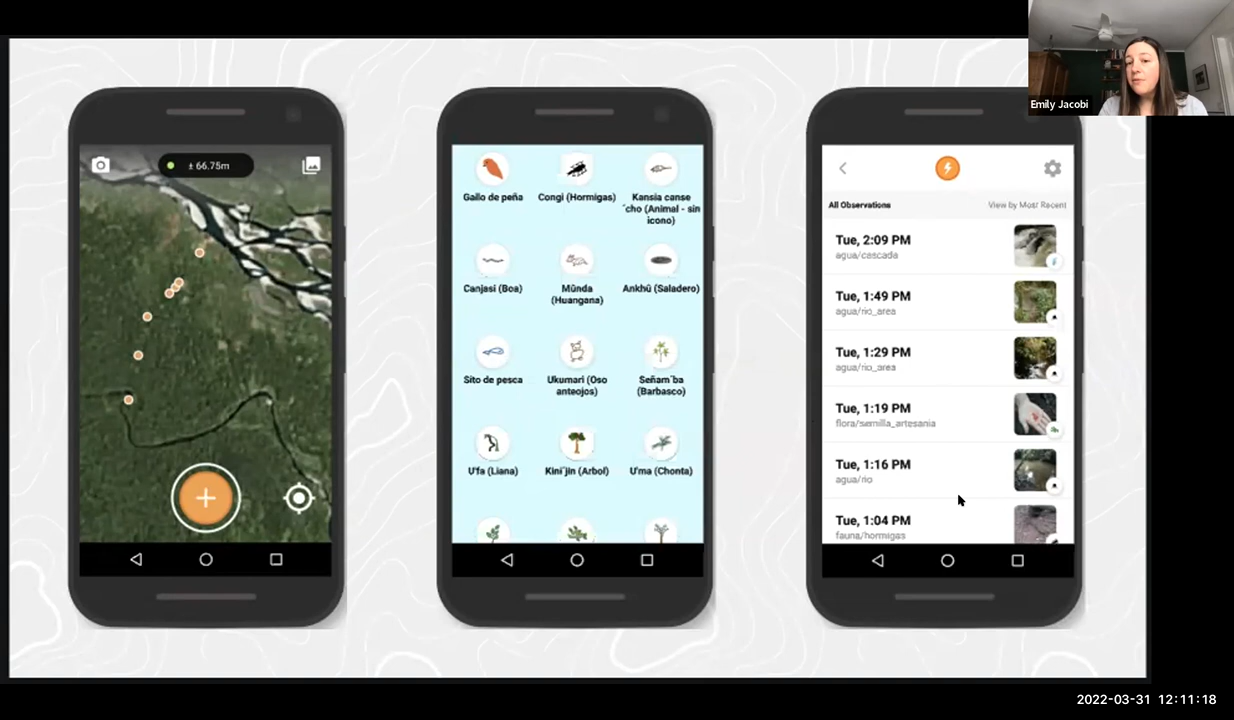 Emily Jacobi
± 66.75m
Gallo de peña
Congi (Hormigas)
Kansia canse
´cho (Animal - sin
icono)
Canjasi (Boa)
Mûnda
(Huangana)
Ankhû (Saladero)
Sito de pesca
Ukumari (Oso
anteojos)
Señam´ba
(Barbasco)
U'fa (Liana)
Kini´jin (Arbol)
U'ma (Chonta)
All Observations
View by Most Recent
Tue, 2:09 PM
agua/cascada
Tue, 1:49 PM
agua/rio_area
Tue, 1:29 PM
agua/rio_area
Tue, 1:19 PM
flora/semilla_artesania
Tue, 1:16 PM
agua/rio
Tue, 1:04 PM
fauna/hormigas
2022-03-31 12:11:18